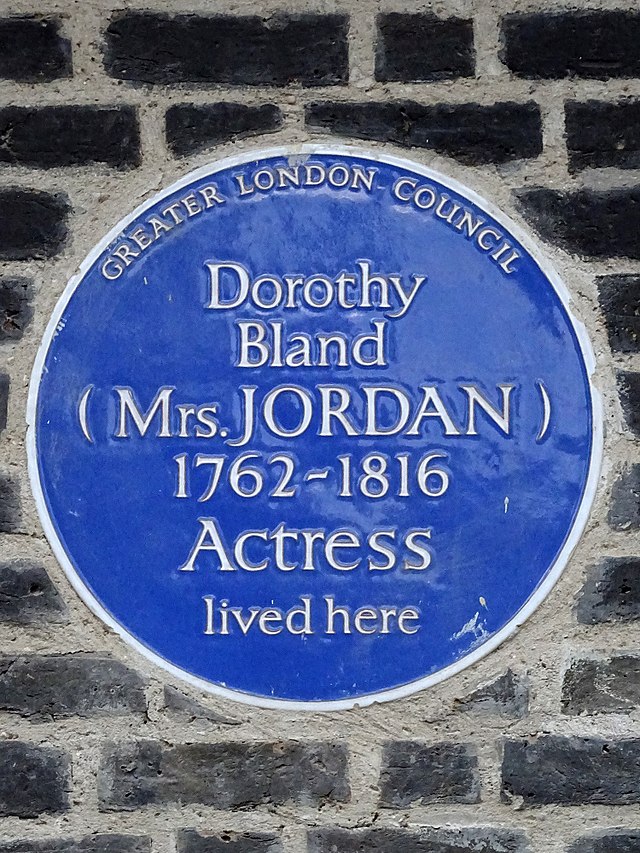 GREATER LONDON COUNCIL
Dorothy
Bland
( Mrs. JORDAN )
1762-1816
Actress
lived here